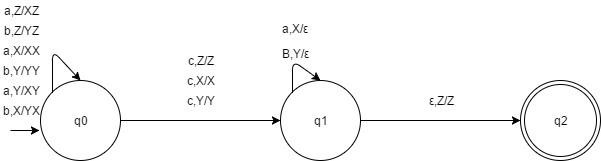 a,Z/XZ
b,Z/YZ
a,X/XX
b,Y/YY
a,Y/XY
b,X/YX
q0
c,Z/Z
c,X/X
c,Y/Y
a,X/ε
B,Y/ε
q1
ε,Z/Z
q2